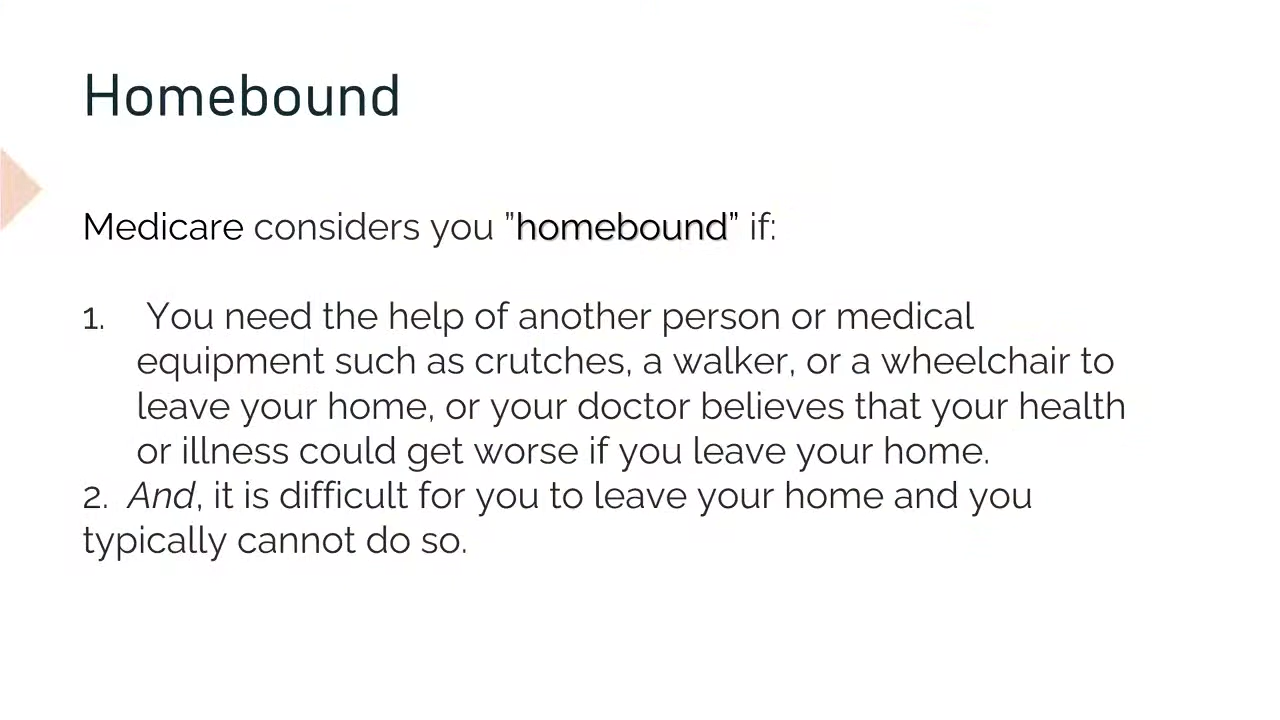 Homebound
Medicare considers you ”homebound” if:
1. You need the help of another person or medical
equipment such as crutches, a walker, or a wheelchair to
leave your home, or your doctor believes that your health
or illness could get worse if you leave your home.
2. And, it is difficult for you to leave your home and you
typically cannot do so.